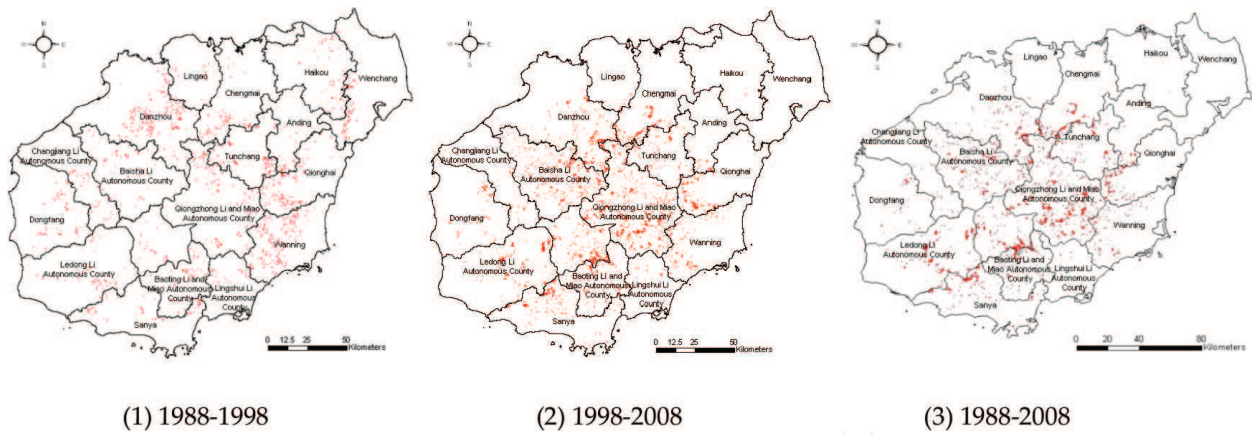 N
W E
S
Lingao
Haikou
Wenchang
Chengmai
Danzhou
Anding
Changjiang Li
Autonomous County
Tunchang
Qionghai
Baisha Li
Autonomous County
Dongfang
Qiongzhong Li and Miao
Autonomous County
Wanning
Ledong Li
Autonomous County
Baoting Li and
Miao Autonomous
County
Lingshui Li
Autonomous
County
Sanya
0 12.5 25 50
Kilometers
(1) 1988-1998
N
W E
S
Lingao
Haikou
Wenchang
Chengmai
Danzhou
Anding
Changjiang Li
Autonomous County
Tunchang
Qionghai
Baisha Li
Autonomous County
Dongfang
Qiongzhong Li and Miao
Autonomous County
Wanning
Ledong Li
Autonomous County
Baoting Li and
Miao Autonomous
County
Lingshui Li
Autonomous
County
Sanya
0 12.5 25 50
Kilometers
(2) 1998-2008
N
W E
S
Lingao
Haikou
Wenchang
Chengmai
Danzhou
Anding
Changjiang Li
Autonomous County
Tunchang
Qionghai
Baisha Li
Autonomous County
Dongfang
Qiongzhong Li and Miao
Autonomous County
Wanning
Ledong Li
Autonomous County
Baoting Li and
Miao Autonomous
County
Lingshui Li
Autonomous
County
Sanya
0 20 40 80
Kilometers
(3) 1988-2008